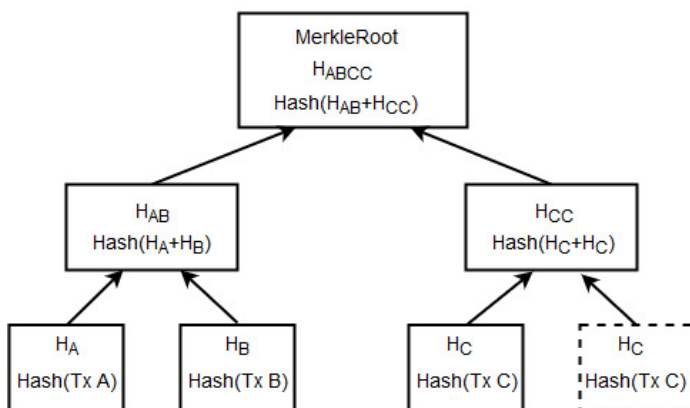 MerkleRoot
HABCC
Hash(HAB+HCC)
HAB
Hash(HA+HB)
HCC
Hash(HC+HC)
HA
Hash(Tx A)
HB
Hash(Tx B)
HC
Hash(Tx C)
HC
Hash(Tx C)